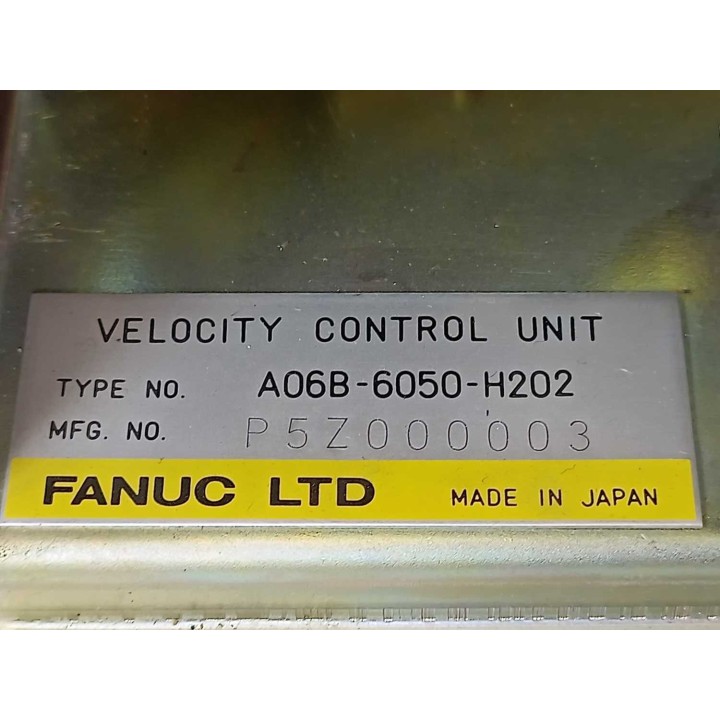 VELOCITY CONTROL UNIT
TYPE NO. A06B-6050-H202
MFG. NO. P5Z000003
FANUC LTD MADE IN JAPAN